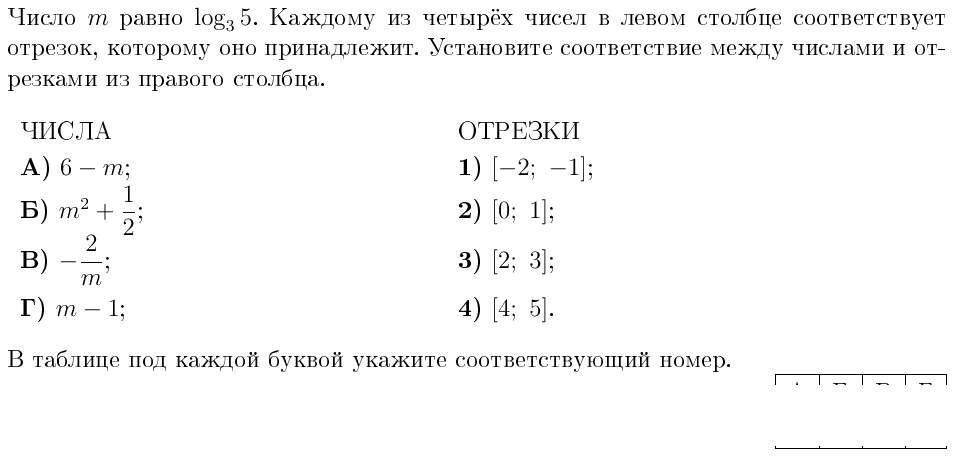 Число m равно log₃ 5. Каждому из четырёх чисел в левом столбце соответствует
отрезок, которому оно принадлежит. Установите соответствие между числами и от-
резками из правого столбца.
ЧИСЛА ОТРЕЗКИ
А) 6 − m; 1) [−2; −1];
Б) m² + 1/2; 2) [0; 1];
В) −2/m; 3) [2; 3];
Г) m − 1; 4) [4; 5].
В таблице под каждой буквой укажите соответствующий номер.